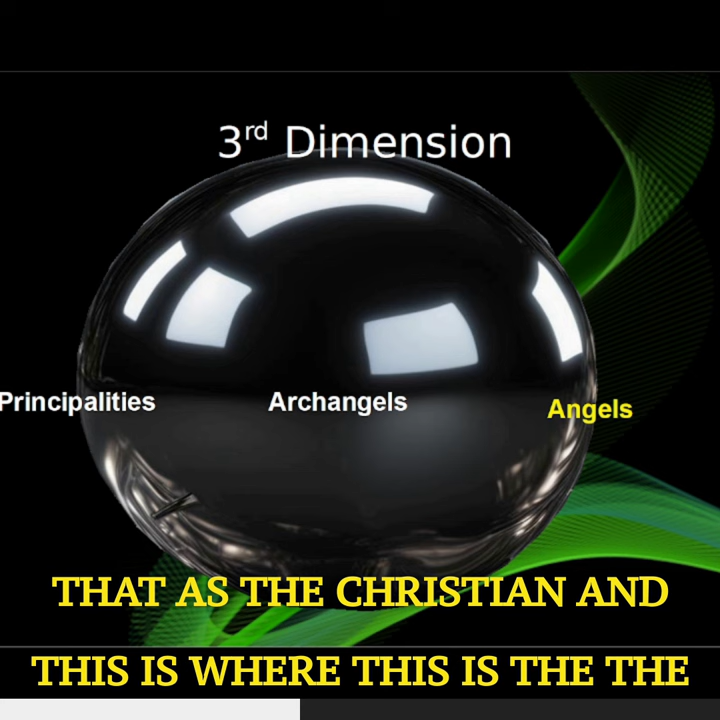 3rd Dimension
Principalities Archangels Angels
THAT AS THE CHRISTIAN AND
THIS IS WHERE THIS IS THE THE